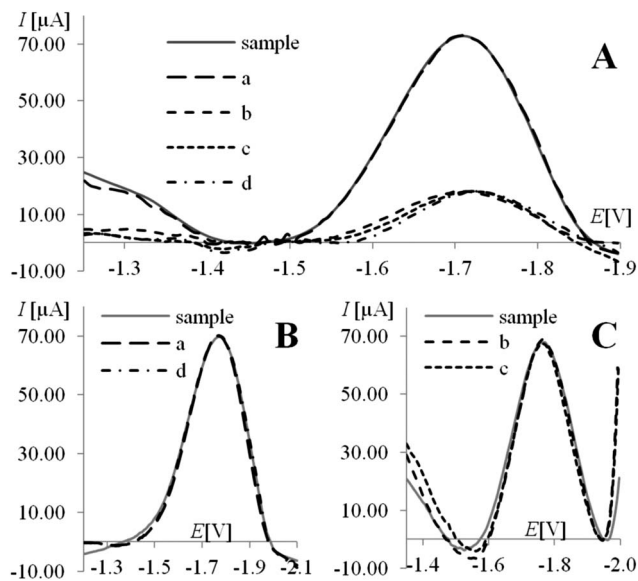 I [µA]
70.00
50.00
30.00
10.00
-10.00
sample
a
b
c
d
A
E[V]
-1.3 -1.4 -1.5 -1.6 -1.7 -1.8 -1.9
I [µA]
70.00
50.00
30.00
10.00
-10.00
sample
a
d
B
E[V]
-1.3 -1.5 -1.7 -1.9 -2.1
I [µA]
70.00
50.00
30.00
10.00
-10.00
sample
b
c
C
E[V]
-1.4 -1.6 -1.8 -2.0